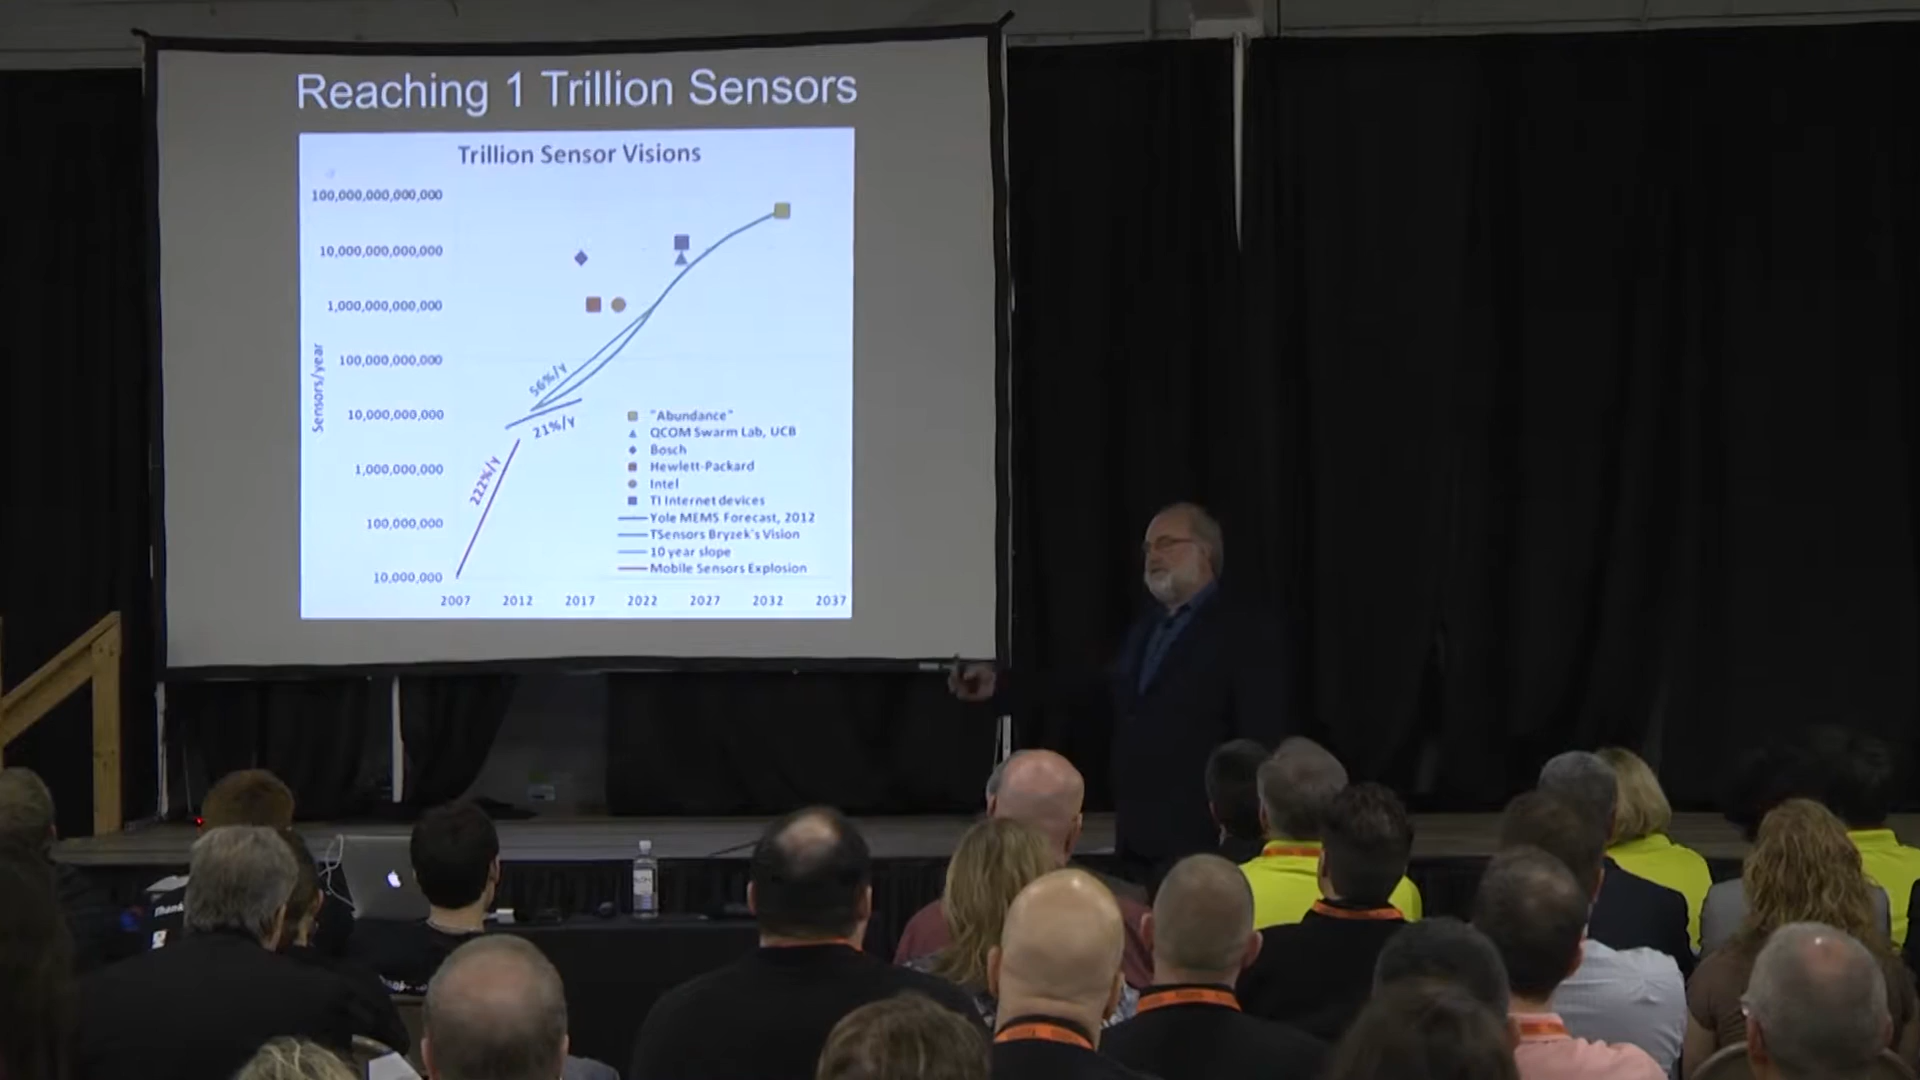 Reaching 1 Trillion Sensors
Trillion Sensor Visions
100,000,000,000,000
10,000,000,000,000
1,000,000,000,000
100,000,000,000
10,000,000,000
1,000,000,000
100,000,000
10,000,000
Sensors/year
56%/y
21%/y
222%/y
"Abundance"
QCOM Swarm Lab, UCB
Bosch
Hewlett-Packard
Intel
TI Internet devices
Yole MEMS Forecast, 2012
TSensors Bryzek's Vision
10 year slope
Mobile Sensors Explosion
2007 2012 2017 2022 2027 2032 2037
Thank